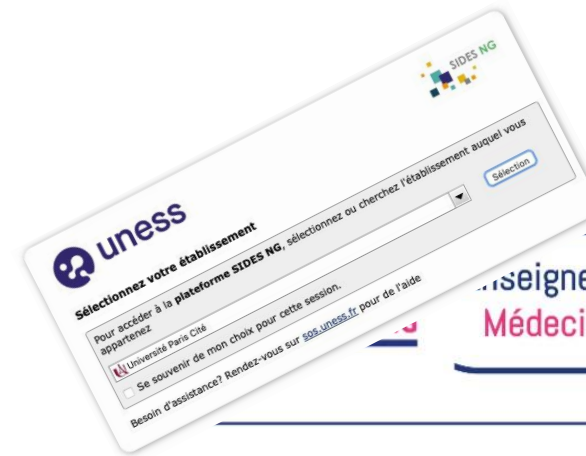 SIDES NG
uness
Sélectionnez votre établissement
Pour accéder à la plateforme SIDES NG, sélectionnez ou cherchez l'établissement auquel vous
appartenez
Université Paris Cité
Sélection
Se souvenir de mon choix pour cette session.
Besoin d'assistance? Rendez-vous sur sos.uness.fr pour de l'aide